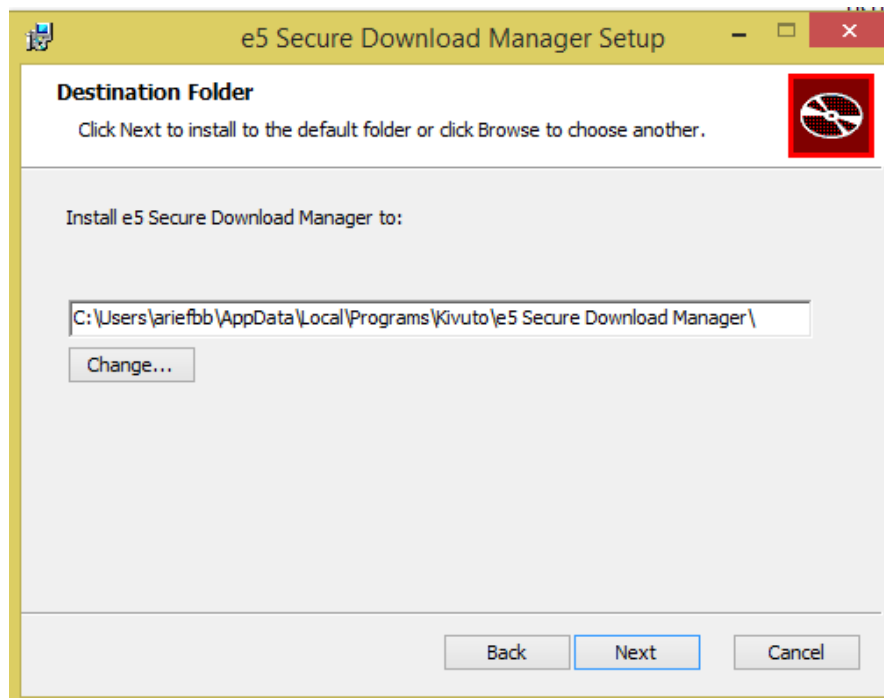 e5 Secure Download Manager Setup
Destination Folder
Click Next to install to the default folder or click Browse to choose another.
Install e5 Secure Download Manager to:
C:\Users\ariefbb\AppData\Local\Programs\Kivuto\e5 Secure Download Manager\
Change...
Back Next Cancel